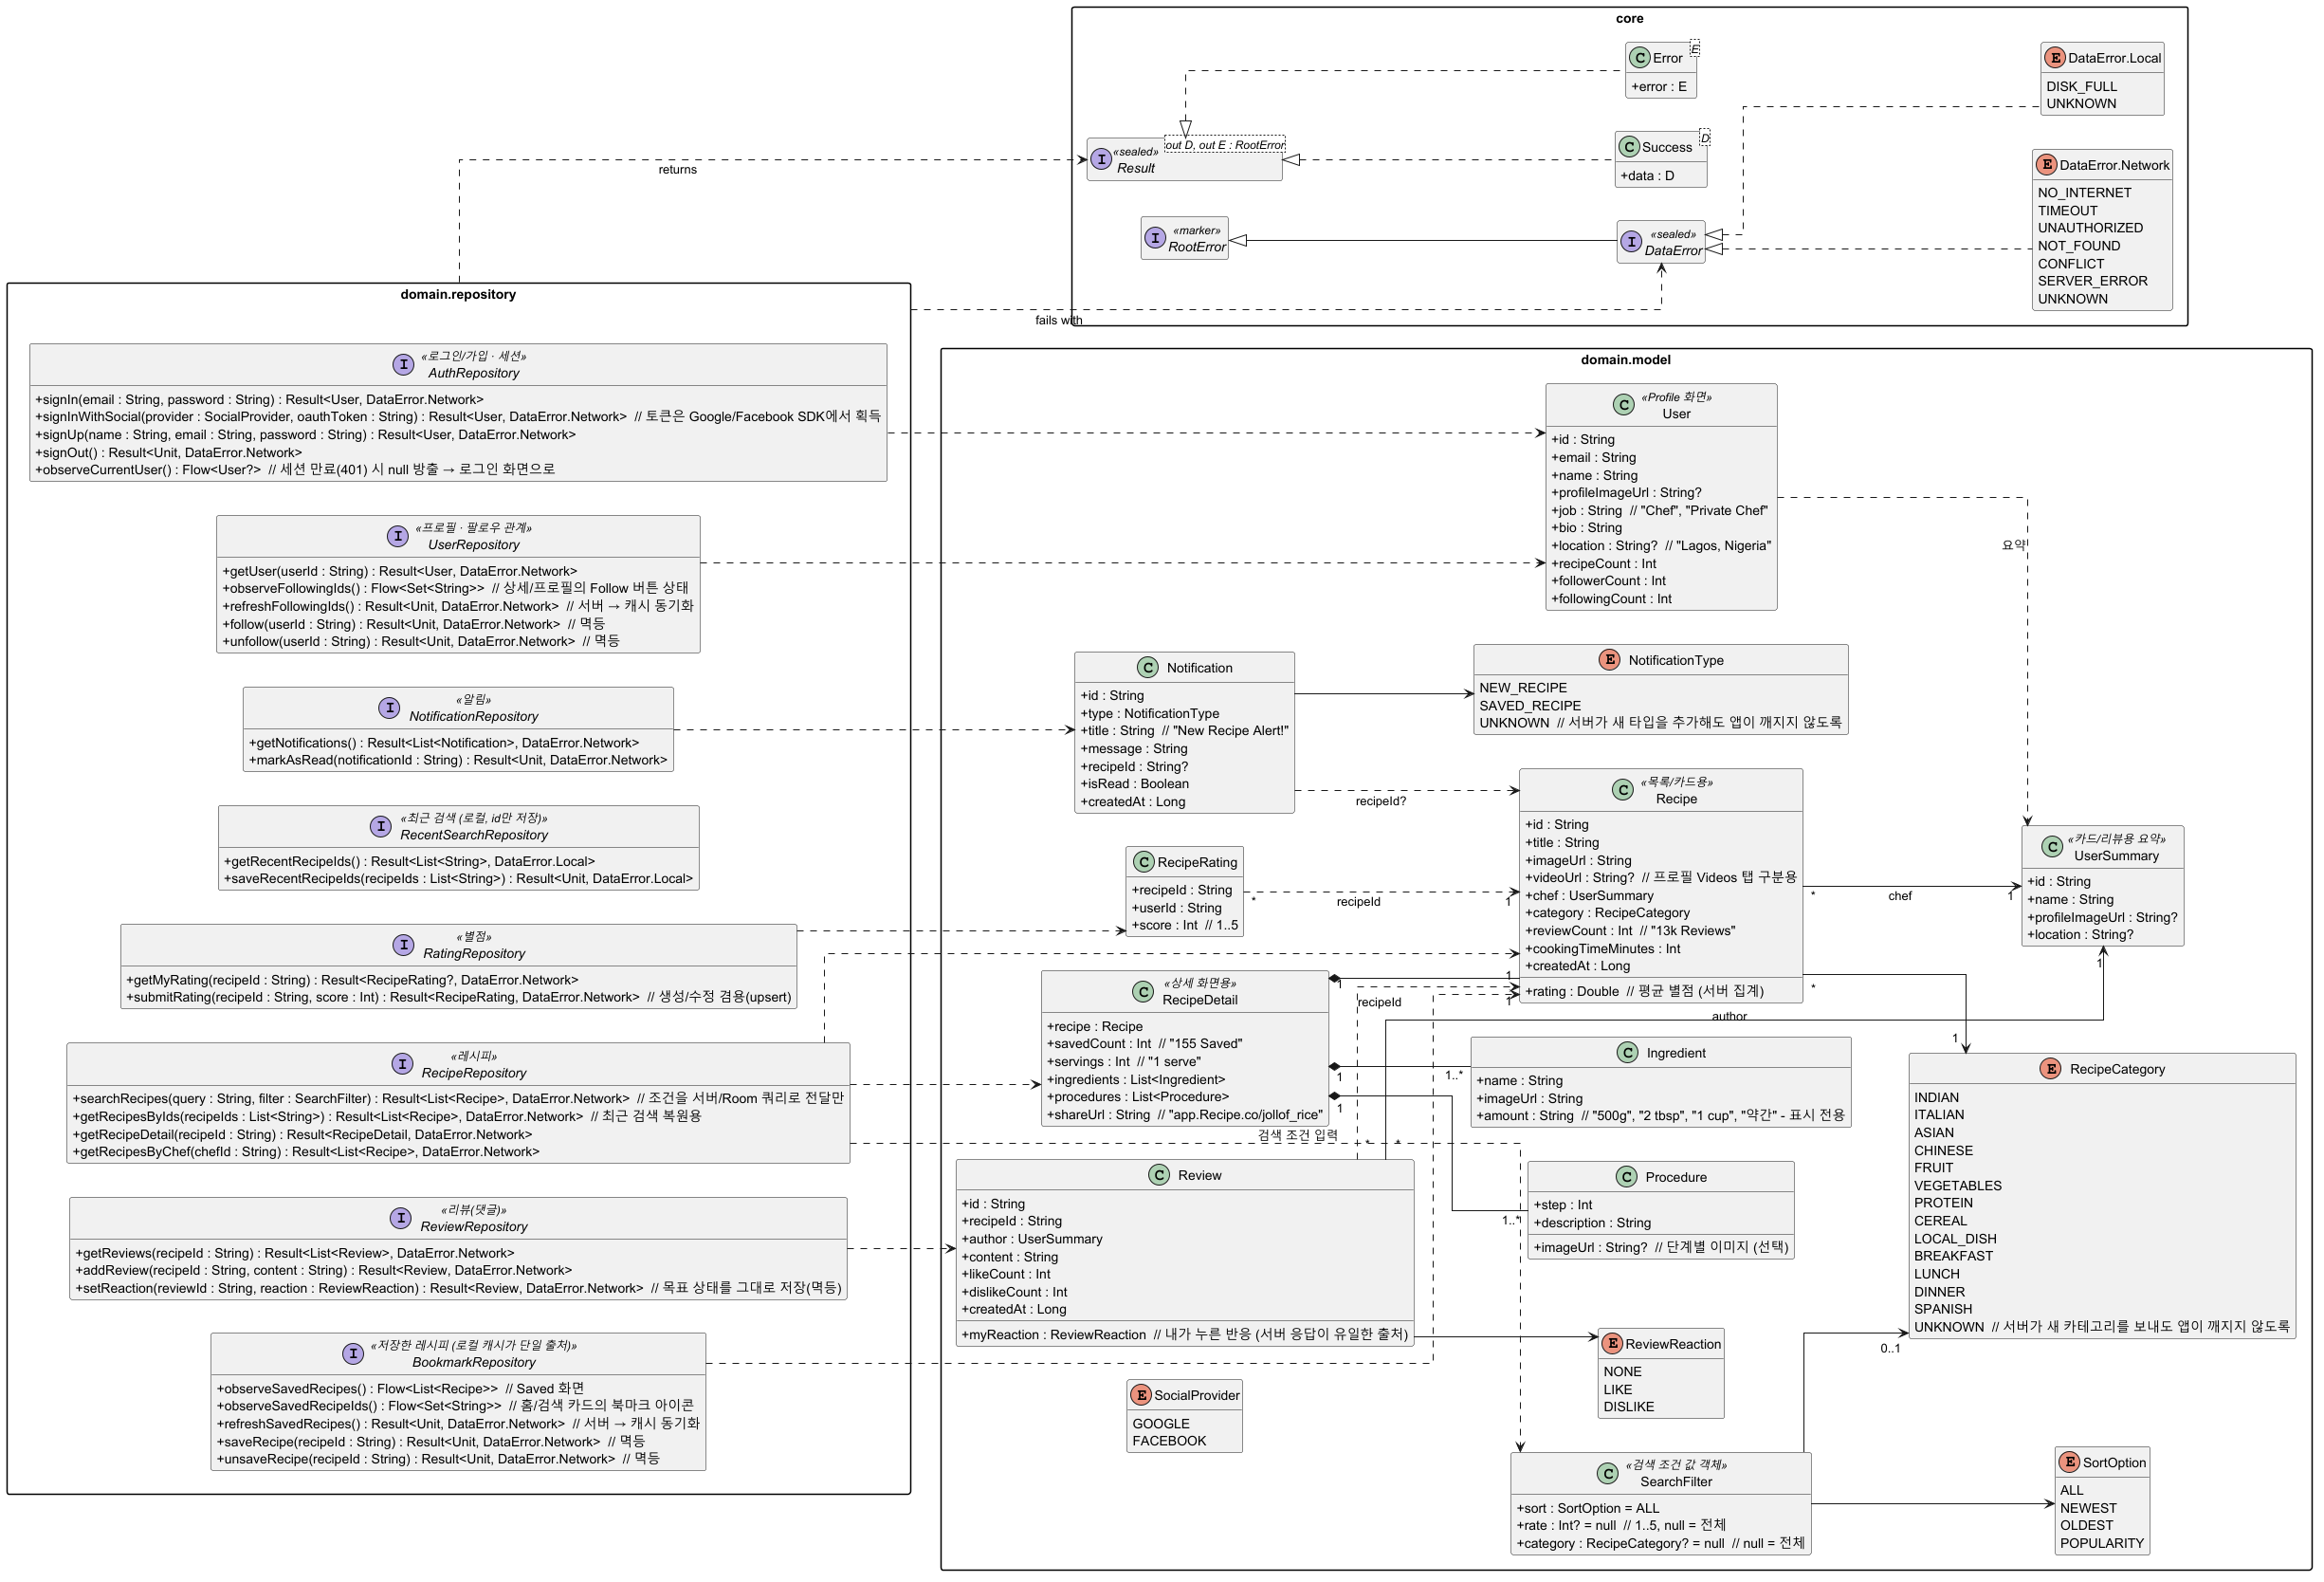 core
C Error E
+error : E
E DataError.Local
DISK_FULL
UNKNOWN
I «sealed» Result out D, out E : RootError
C Success D
+data : D
returns
E DataError.Network
NO_INTERNET
TIMEOUT
UNAUTHORIZED
NOT_FOUND
CONFLICT
SERVER_ERROR
UNKNOWN
I «marker» RootError
I «sealed» DataError
fails with
domain.repository
«로그인/가입 · 세션»
I AuthRepository
+signIn(email : String, password : String) : Result<User, DataError.Network>
+signInWithSocial(provider : SocialProvider, oauthToken : String) : Result<User, DataError.Network>  // 토큰은 Google/Facebook SDK에서 획득
+signUp(name : String, email : String, password : String) : Result<User, DataError.Network>
+signOut() : Result<Unit, DataError.Network>
+observeCurrentUser() : Flow<User?>  // 세션 만료(401) 시 null 방출 → 로그인 화면으로
«프로필 · 팔로우 관계»
I UserRepository
+getUser(userId : String) : Result<User, DataError.Network>
+observeFollowingIds() : Flow<Set<String>>  // 상세/프로필의 Follow 버튼 상태
+refreshFollowingIds() : Result<Unit, DataError.Network>  // 서버 → 캐시 동기화
+follow(userId : String) : Result<Unit, DataError.Network>  // 멱등
+unfollow(userId : String) : Result<Unit, DataError.Network>  // 멱등
«알림»
I NotificationRepository
+getNotifications() : Result<List<Notification>, DataError.Network>
+markAsRead(notificationId : String) : Result<Unit, DataError.Network>
«최근 검색 (로컬, id만 저장)»
I RecentSearchRepository
+getRecentRecipeIds() : Result<List<String>, DataError.Local>
+saveRecentRecipeIds(recipeIds : List<String>) : Result<Unit, DataError.Local>
«별점»
I RatingRepository
+getMyRating(recipeId : String) : Result<RecipeRating?, DataError.Network>
+submitRating(recipeId : String, score : Int) : Result<RecipeRating, DataError.Network>  // 생성/수정 겸용(upsert)
«레시피»
I RecipeRepository
+searchRecipes(query : String, filter : SearchFilter) : Result<List<Recipe>, DataError.Network>  // 조건을 서버/Room 쿼리로 전달만
+getRecipesByIds(recipeIds : List<String>) : Result<List<Recipe>, DataError.Network>  // 최근 검색 복원용
+getRecipeDetail(recipeId : String) : Result<RecipeDetail, DataError.Network>
+getRecipesByChef(chefId : String) : Result<List<Recipe>, DataError.Network>
«리뷰(댓글)»
I ReviewRepository
+getReviews(recipeId : String) : Result<List<Review>, DataError.Network>
+addReview(recipeId : String, content : String) : Result<Review, DataError.Network>
+setReaction(reviewId : String, reaction : ReviewReaction) : Result<Review, DataError.Network>  // 목표 상태를 그대로 저장(멱등)
«저장한 레시피 (로컬 캐시가 단일 출처)»
I BookmarkRepository
+observeSavedRecipes() : Flow<List<Recipe>>  // Saved 화면
+observeSavedRecipeIds() : Flow<Set<String>>  // 홈/검색 카드의 북마크 아이콘
+refreshSavedRecipes() : Result<Unit, DataError.Network>  // 서버 → 캐시 동기화
+saveRecipe(recipeId : String) : Result<Unit, DataError.Network>  // 멱등
+unsaveRecipe(recipeId : String) : Result<Unit, DataError.Network>  // 멱등
domain.model
«Profile 화면»
C User
+id : String
+email : String
+name : String
+profileImageUrl : String?
+job : String  // "Chef", "Private Chef"
+bio : String
+location : String?  // "Lagos, Nigeria"
+recipeCount : Int
+followerCount : Int
+followingCount : Int
요약
C Notification
+id : String
+type : NotificationType
+title : String  // "New Recipe Alert!"
+message : String
+recipeId : String?
+isRead : Boolean
+createdAt : Long
E NotificationType
NEW_RECIPE
SAVED_RECIPE
UNKNOWN  // 서버가 새 타입을 추가해도 앱이 깨지지 않도록
recipeId?
C RecipeRating
+recipeId : String
+userId : String
+score : Int  // 1..5
*
recipeId
1
«목록/카드용»
C Recipe
+id : String
+title : String
+imageUrl : String
+videoUrl : String?  // 프로필 Videos 탭 구분용
+chef : UserSummary
+category : RecipeCategory
+reviewCount : Int  // "13k Reviews"
+cookingTimeMinutes : Int
+createdAt : Long
+rating : Double  // 평균 별점 (서버 집계)
*
chef
1
«카드/리뷰용 요약»
C UserSummary
+id : String
+name : String
+profileImageUrl : String?
+location : String?
1
«상세 화면용»
C RecipeDetail
+recipe : Recipe
+savedCount : Int  // "155 Saved"
+servings : Int  // "1 serve"
+ingredients : List<Ingredient>
+procedures : List<Procedure>
+shareUrl : String  // "app.Recipe.co/jollof_rice"
1
1
recipeId
1
*
author
1
1..*
1
C Ingredient
+name : String
+imageUrl : String
+amount : String  // "500g", "2 tbsp", "1 cup", "약간" - 표시 전용
1
검색 조건 입력
*
*
C Review
+id : String
+recipeId : String
+author : UserSummary
+content : String
+likeCount : Int
+dislikeCount : Int
+createdAt : Long
+myReaction : ReviewReaction  // 내가 누른 반응 (서버 응답이 유일한 출처)
1..*
C Procedure
+step : Int
+description : String
+imageUrl : String?  // 단계별 이미지 (선택)
E RecipeCategory
INDIAN
ITALIAN
ASIAN
CHINESE
FRUIT
VEGETABLES
PROTEIN
CEREAL
LOCAL_DISH
BREAKFAST
LUNCH
DINNER
SPANISH
UNKNOWN  // 서버가 새 카테고리를 보내도 앱이 깨지지 않도록
0..1
E ReviewReaction
NONE
LIKE
DISLIKE
E SocialProvider
GOOGLE
FACEBOOK
«검색 조건 값 객체»
C SearchFilter
+sort : SortOption = ALL
+rate : Int? = null  // 1..5, null = 전체
+category : RecipeCategory? = null  // null = 전체
E SortOption
ALL
NEWEST
OLDEST
POPULARITY